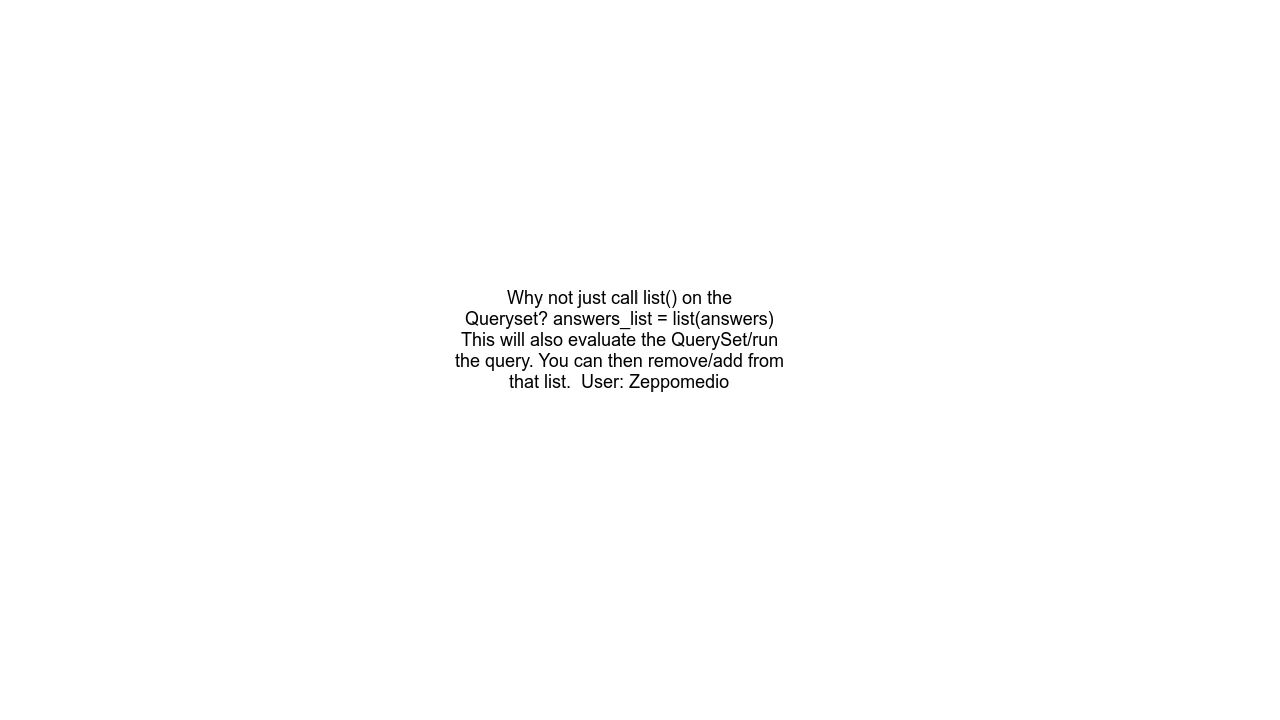 Why not just call list() on the
Queryset? answers_list = list(answers)
This will also evaluate the QuerySet/run
the query. You can then remove/add from
that list.  User: Zeppomedio